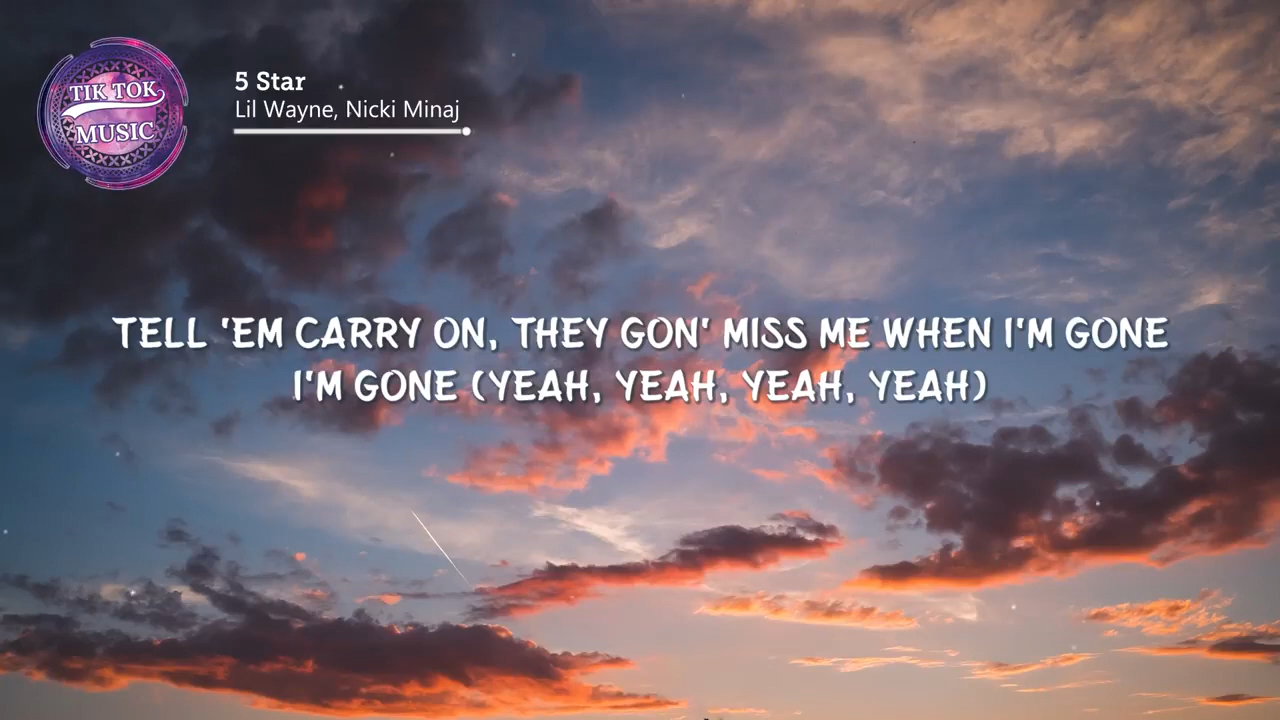 TIK TOK
MUSIC
5 Star
Lil Wayne, Nicki Minaj
TELL 'EM CARRY ON, THEY GON' MISS ME WHEN I'M GONE
I'M GONE (YEAH, YEAH, YEAH, YEAH)